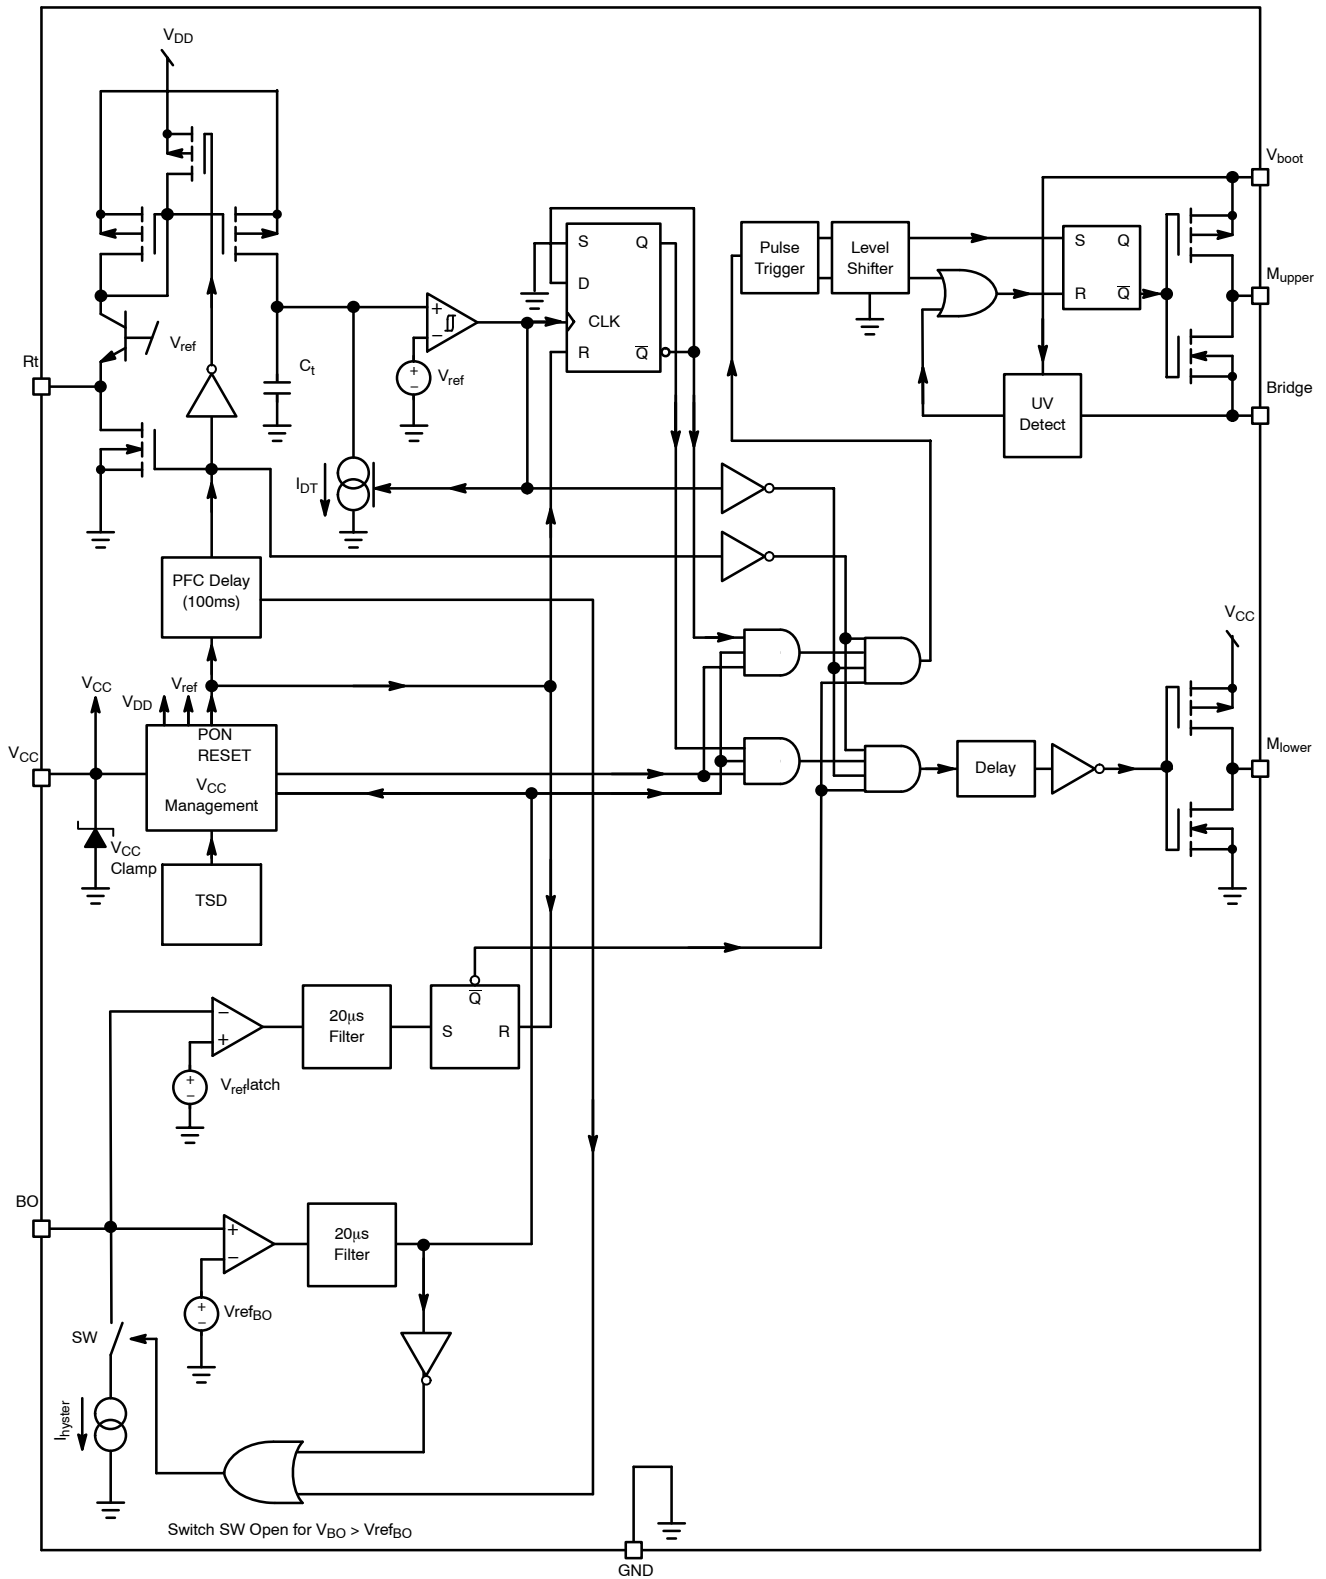 VDD
Vboot
S Q
Pulse
Trigger
Level
Shifter
S Q
D
Mupper
R Q
CLK
+
−
Vref
Rt
R Q
Ct
+
−
Vref
Bridge
UV
Detect
IDT
PFC Delay
(100ms)
VCC
VCC
Vref
VDD
PON
RESET
VCC
Mlower
Delay
VCC
Management
VCC
Clamp
TSD
Q
−
20µs
Filter
S R
+
+
−
Vreflatch
BO
+
−
20µs
Filter
+
−
VrefBO
SW
Ihyster
Switch SW Open for VBO > VrefBO
GND